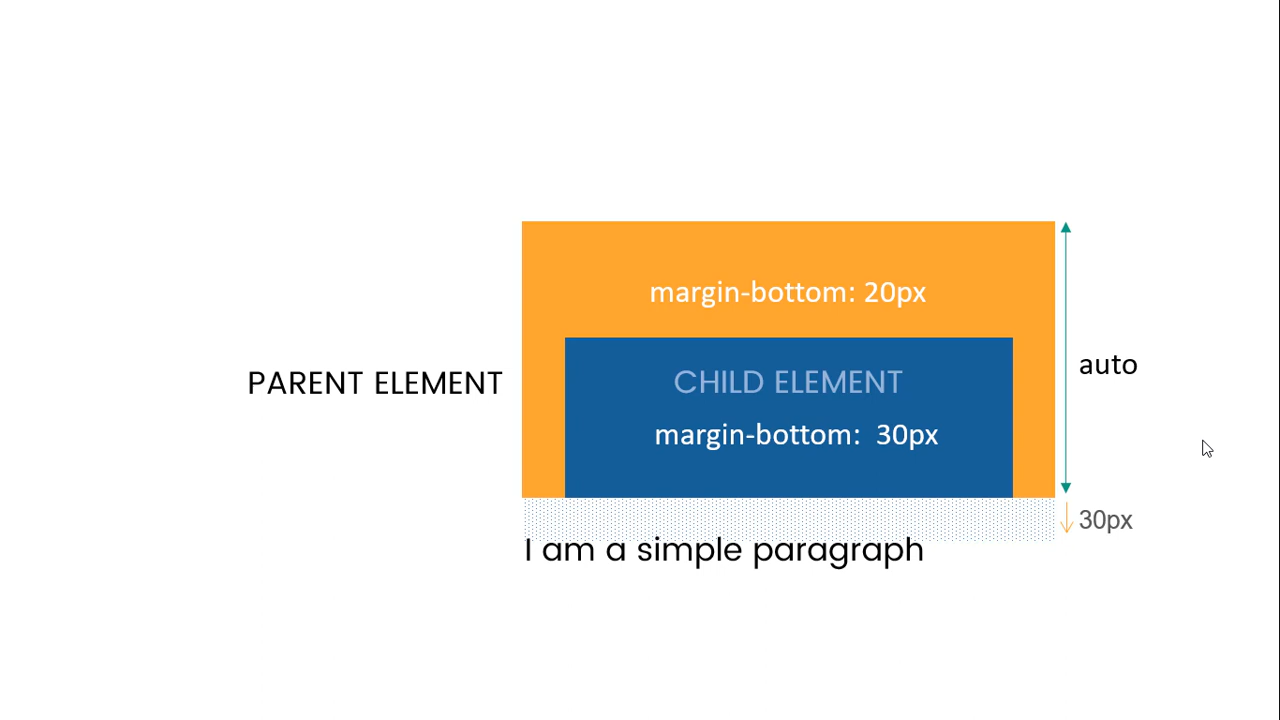 margin-bottom: 20px
auto
PARENT ELEMENT
CHILD ELEMENT
margin-bottom:  30px
30px
I am a simple paragraph